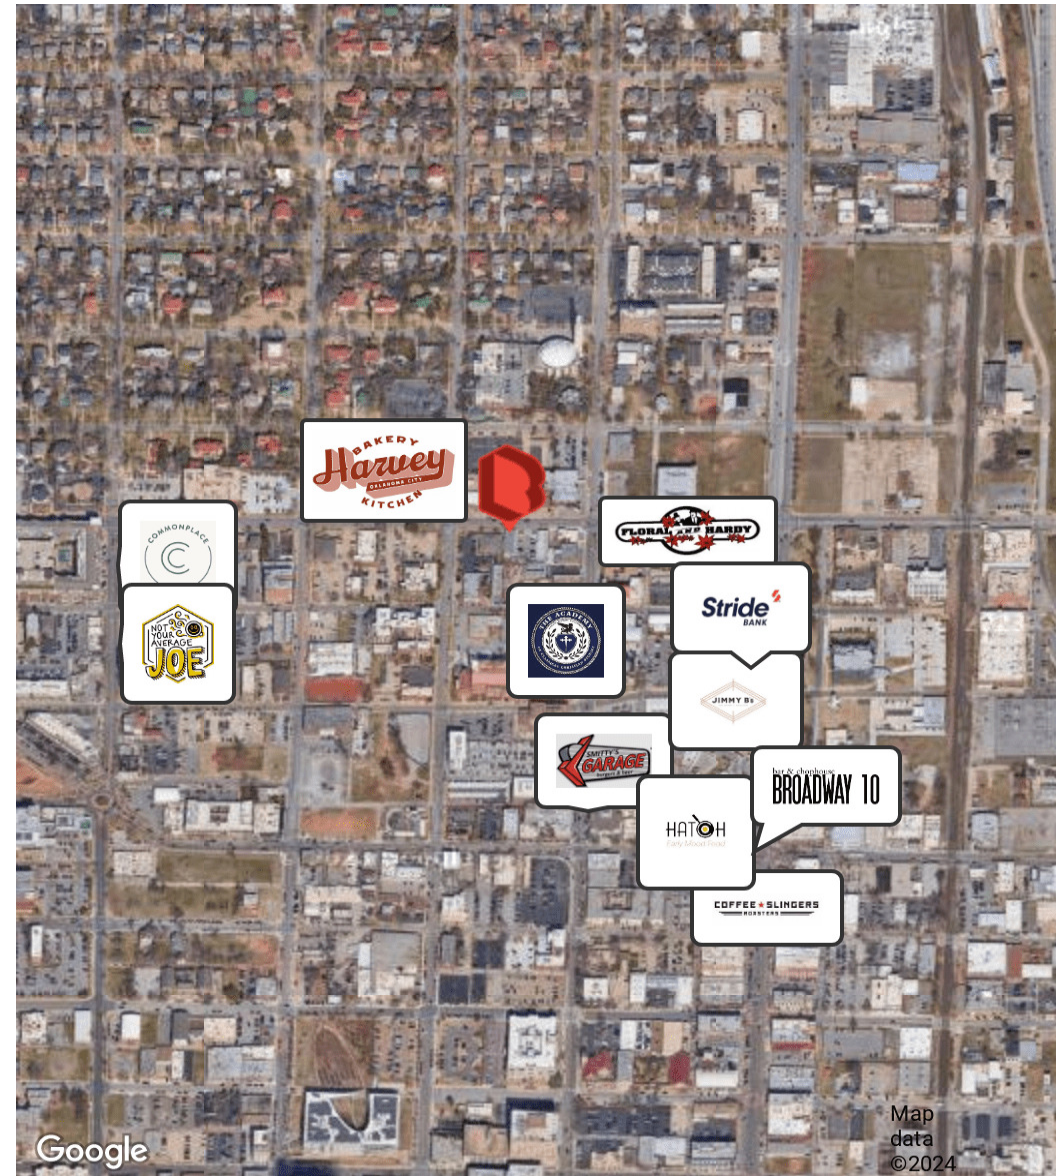 BAKERY
Harvey
OKLAHOMA CITY
KITCHEN
COMMONPLACE
C
FLORAL AND HARDY
Stride
BANK
NOT
YOUR
AVERAGE
JOE
THE ACADEMY
JIMMY B's
SMITTY'S
GARAGE
burgers & beer
bar & chophouse
BROADWAY 10
HATCH
Early Mood Food
COFFEE★SLINGERS
ROASTERS
Google
Map
data
©2024